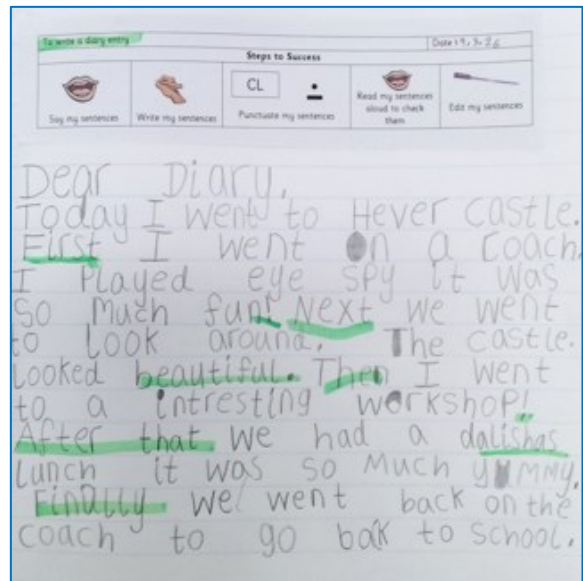 To write a diary entry
Date: 19.3.26
Steps to Success
CL
Say my sentences
Write my sentences
Punctuate my sentences
Read my sentences
aloud to check
them
Edit my sentences
Dear Diary,
Today I went to Hever castle.
First I went on a coach.
I Played eye spy it was
So much fun! Next we went
to look around. The castle.
Looked beautiful. Then I went
to a intresting workshop!
After that we had a dalishas
Lunch it was so much yummy.
Finally we went back on the
coach to go bak to school.